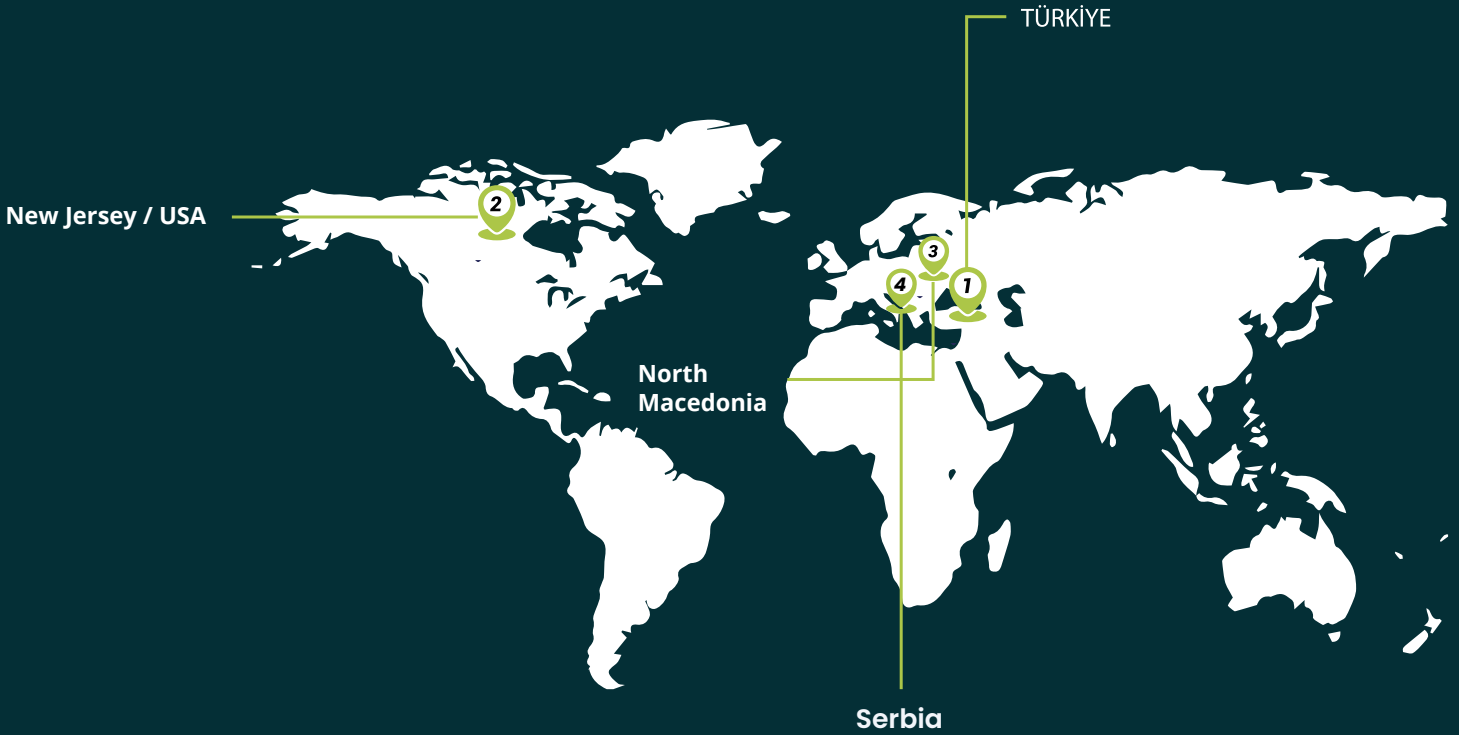 TÜRKİYE
New Jersey / USA
2
3
4
1
North
Macedonia
Serbia